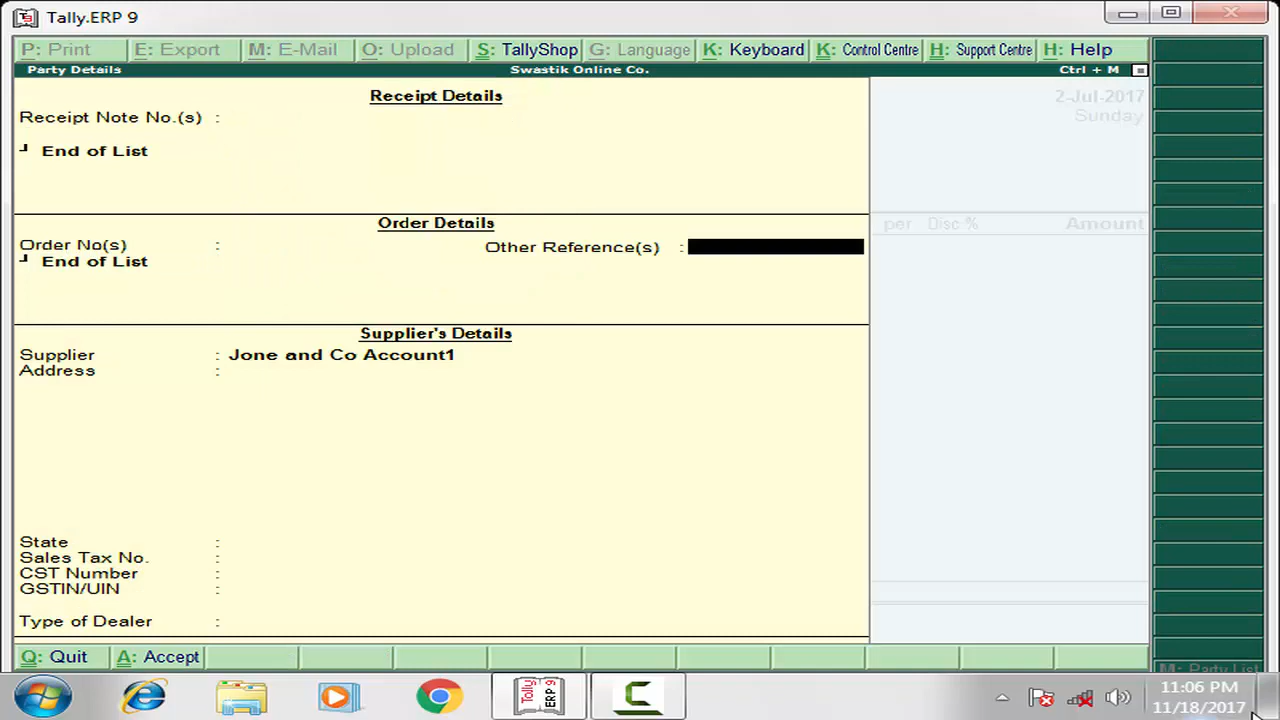 Tally.ERP 9
P: Print E: Export M: E-Mail O: Upload S: TallyShop G: Language K: Keyboard K: Control Centre H: Support Centre H: Help
Party Details Swastik Online Co. Ctrl + M
Receipt Details 2-Jul-2017
Receipt Note No.(s) : Sunday
End of List
Order Details per Disc % Amount
Order No(s) : Other Reference(s) :
End of List
Supplier's Details
Supplier : Jone and Co Account1
Address :
State :
Sales Tax No. :
CST Number :
GSTIN/UIN :
Type of Dealer :
Q: Quit A: Accept
M: Party List
Tally ERP 9
11:06 PM
11/18/2017